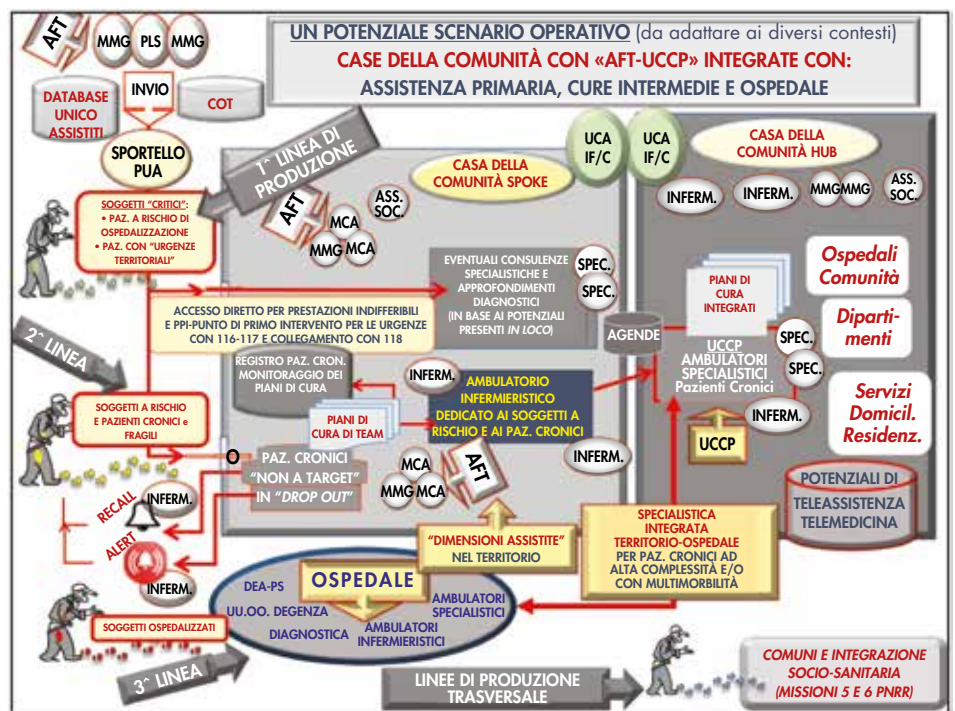 UN POTENZIALE SCENARIO OPERATIVO (da adattare ai diversi contesti)
CASE DELLA COMUNITÀ CON «AFT-UCCP» INTEGRATE CON:
ASSISTENZA PRIMARIA, CURE INTERMEDIE E OSPEDALE
AFT
MMG PLS MMG
DATABASE
UNICO
ASSISTITI
INVIO
COT
SPORTELLO
PUA
1^ LINEA DI
PRODUZIONE
SOGGETTI "CRITICI":
• PAZ. A RISCHIO DI
OSPEDALIZZAZIONE
• PAZ. CON "URGENZE
TERRITORIALI"
CASA DELLA
COMUNITÀ SPOKE
UCA
IF/C
UCA
IF/C
CASA DELLA
COMUNITÀ HUB
AFT
MCA
MMG MCA
ASS.
SOC.
INFERM.
INFERM.
MMG MMG
ASS.
SOC.
EVENTUALI CONSULENZE
SPECIALISTICHE E
APPROFONDIMENTI
DIAGNOSTICI
(IN BASE AI POTENZIALI
PRESENTI IN LOCO)
SPEC.
SPEC.
PIANI DI
CURA
INTEGRATI
Ospedali
Comunità
ACCESSO DIRETTO PER PRESTAZIONI INDIFFERIBILI
E PPI-PUNTO DI PRIMO INTERVENTO PER LE URGENZE
CON 116-117 E COLLEGAMENTO CON 118
AGENDE
UCCP
AMBULATORI
SPECIALISTICI
Pazienti Cronici
SPEC.
SPEC.
Diparti-
menti
2^ LINEA
REGISTRO PAZ. CRON.
MONITORAGGIO DEI
PIANI DI CURA
INFERM.
AMBULATORIO
INFERMIERISTICO
DEDICATO AI SOGGETTI A
RISCHIO E AI PAZ. CRONICI
PIANI DI
CURA DI TEAM
SOGGETTI A RISCHIO
E PAZIENTI CRONICI e
FRAGILI
UCCP
INFERM.
Servizi
Domicil.
Residenz.
O
PAZ. CRONICI
"NON A TARGET"
IN "DROP OUT"
MCA
MMG MCA
AFT
INFERM.
RECALL
INFERM.
ALERT
INFERM.
POTENZIALI DI
TELEASSISTENZA
TELEMEDICINA
"DIMENSIONI ASSISTITE"
NEL TERRITORIO
SPECIALISTICA
INTEGRATA
TERRITORIO-OSPEDALE
PER PAZ. CRONICI AD
ALTA COMPLESSITÀ E/O
CON MULTIMORBILITÀ
OSPEDALE
DEA-PS
UU.OO. DEGENZA
DIAGNOSTICA
AMBULATORI
INFERMIERISTICI
AMBULATORI
SPECIALISTICI
SOGGETTI OSPEDALIZZATI
3^ LINEA
LINEE DI PRODUZIONE
TRASVERSALE
COMUNI E INTEGRAZIONE
SOCIO-SANITARIA
(MISSIONI 5 E 6 PNRR)